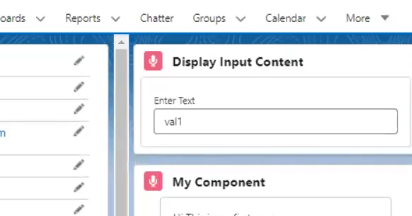 Reports
Chatter
Groups
Calendar
More
Display Input Content
Enter Text
val1
My Component